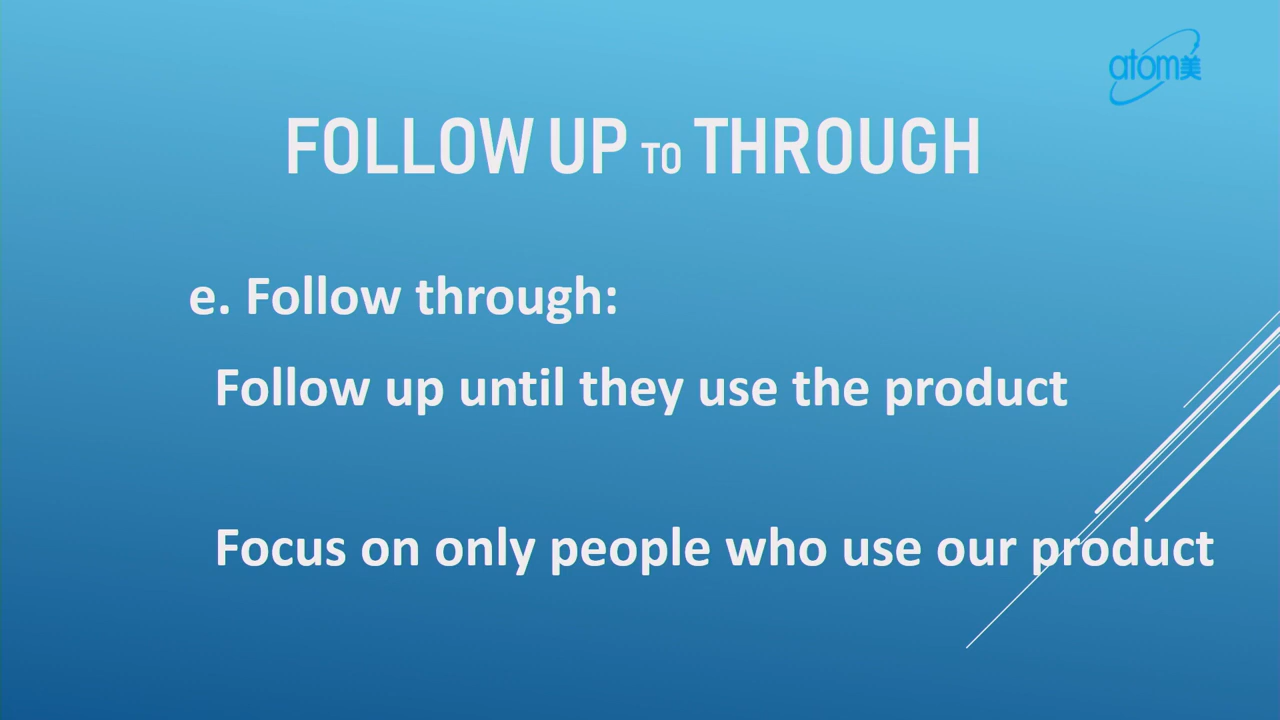 atom美
FOLLOW UP TO THROUGH
e. Follow through:
Follow up until they use the product
Focus on only people who use our product